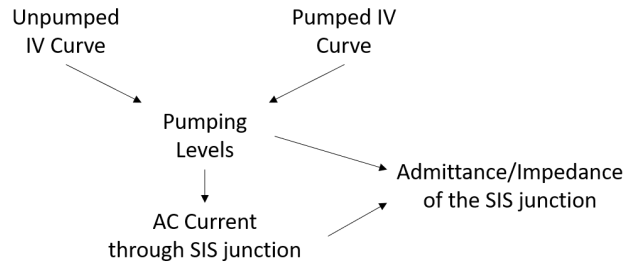 Unpumped
IV Curve
Pumped IV
Curve
Pumping
Levels
Admittance/Impedance
of the SIS junction
AC Current
through SIS junction